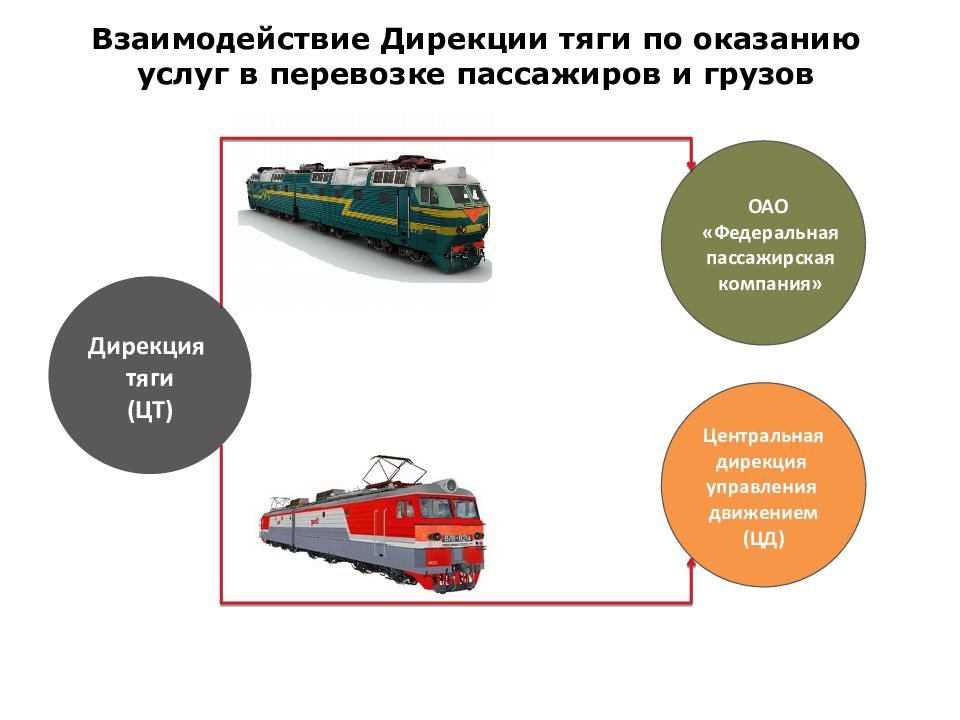 Взаимодействие Дирекции тяги по оказанию
услуг в перевозке пассажиров и грузов
ОАО
«Федеральная
пассажирская
компания»
Дирекция
тяги
(ЦТ)
Центральная
дирекция
управления
движением
(ЦД)